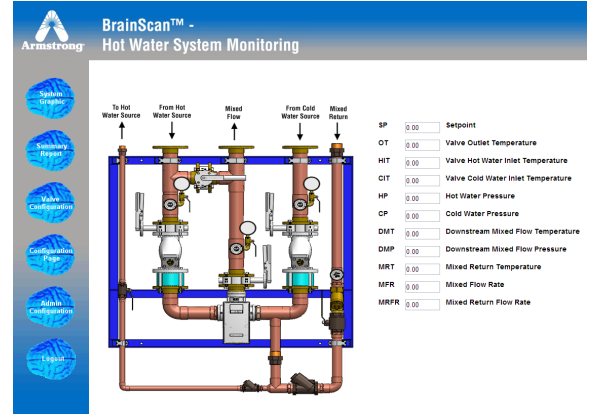 BrainScan™ -
Hot Water System Monitoring
Armstrong
System
Graphic
Summary
Report
Valve
Configuration
Configuration
Page
Admin
Configuration
Logout
To Hot
Water Source
From Hot
Water Source
Mixed
Flow
From Cold
Water Source
Mixed
Return
SP 0.00 Setpoint
OT 0.00 Valve Outlet Temperature
HIT 0.00 Valve Hot Water Inlet Temperature
CIT 0.00 Valve Cold Water Inlet Temperature
HP 0.00 Hot Water Pressure
CP 0.00 Cold Water Pressure
DMT 0.00 Downstream Mixed Flow Temperature
DMP 0.00 Downstream Mixed Flow Pressure
MRT 0.00 Mixed Return Temperature
MFR 0.00 Mixed Flow Rate
MRFR 0.00 Mixed Return Flow Rate